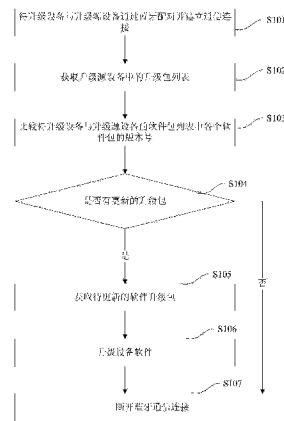 待升级设备与升级源设备通过蓝牙配对并建立通信连
接
S101
获取升级源设备中的升级包列表
S102
比较待升级设备与升级源设备的软件包列表中各个软
件包的版本号
S103
是否有更新的升级包
S104
是
否
获取待更新的软件升级包
S105
升级设备软件
S106
断开蓝牙通信连接
S107